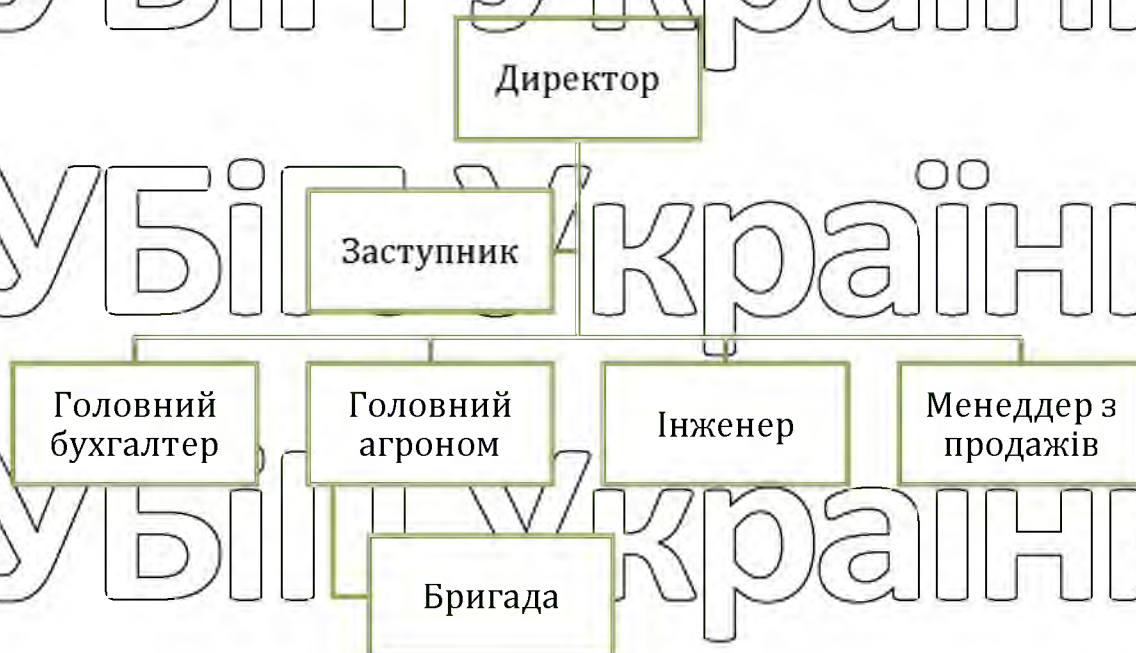 Директор
Заступник
Головний
бухгалтер
Головний
агроном
Інженер
Менеддер з
продажів
Бригада